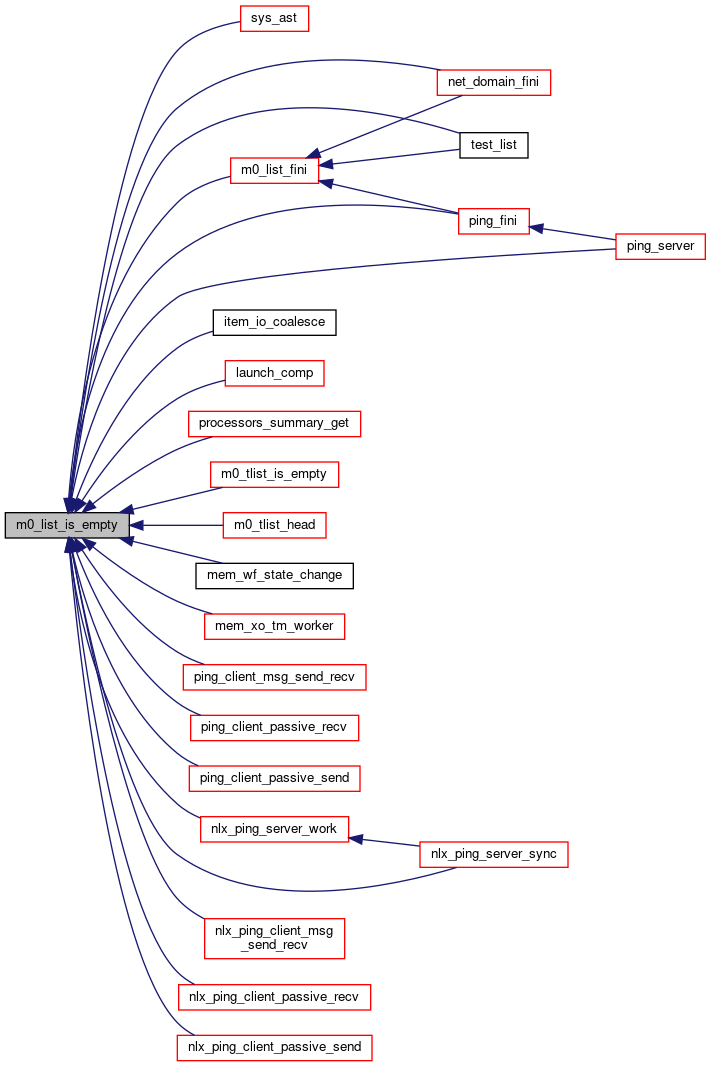 sys_ast
net_domain_fini
test_list
m0_list_fini
ping_fini
ping_server
item_io_coalesce
launch_comp
processors_summary_get
m0_tlist_is_empty
m0_list_is_empty
m0_tlist_head
mem_wf_state_change
mem_xo_tm_worker
ping_client_msg_send_recv
ping_client_passive_recv
ping_client_passive_send
nlx_ping_server_work
nlx_ping_server_sync
nlx_ping_client_msg
_send_recv
nlx_ping_client_passive_recv
nlx_ping_client_passive_send